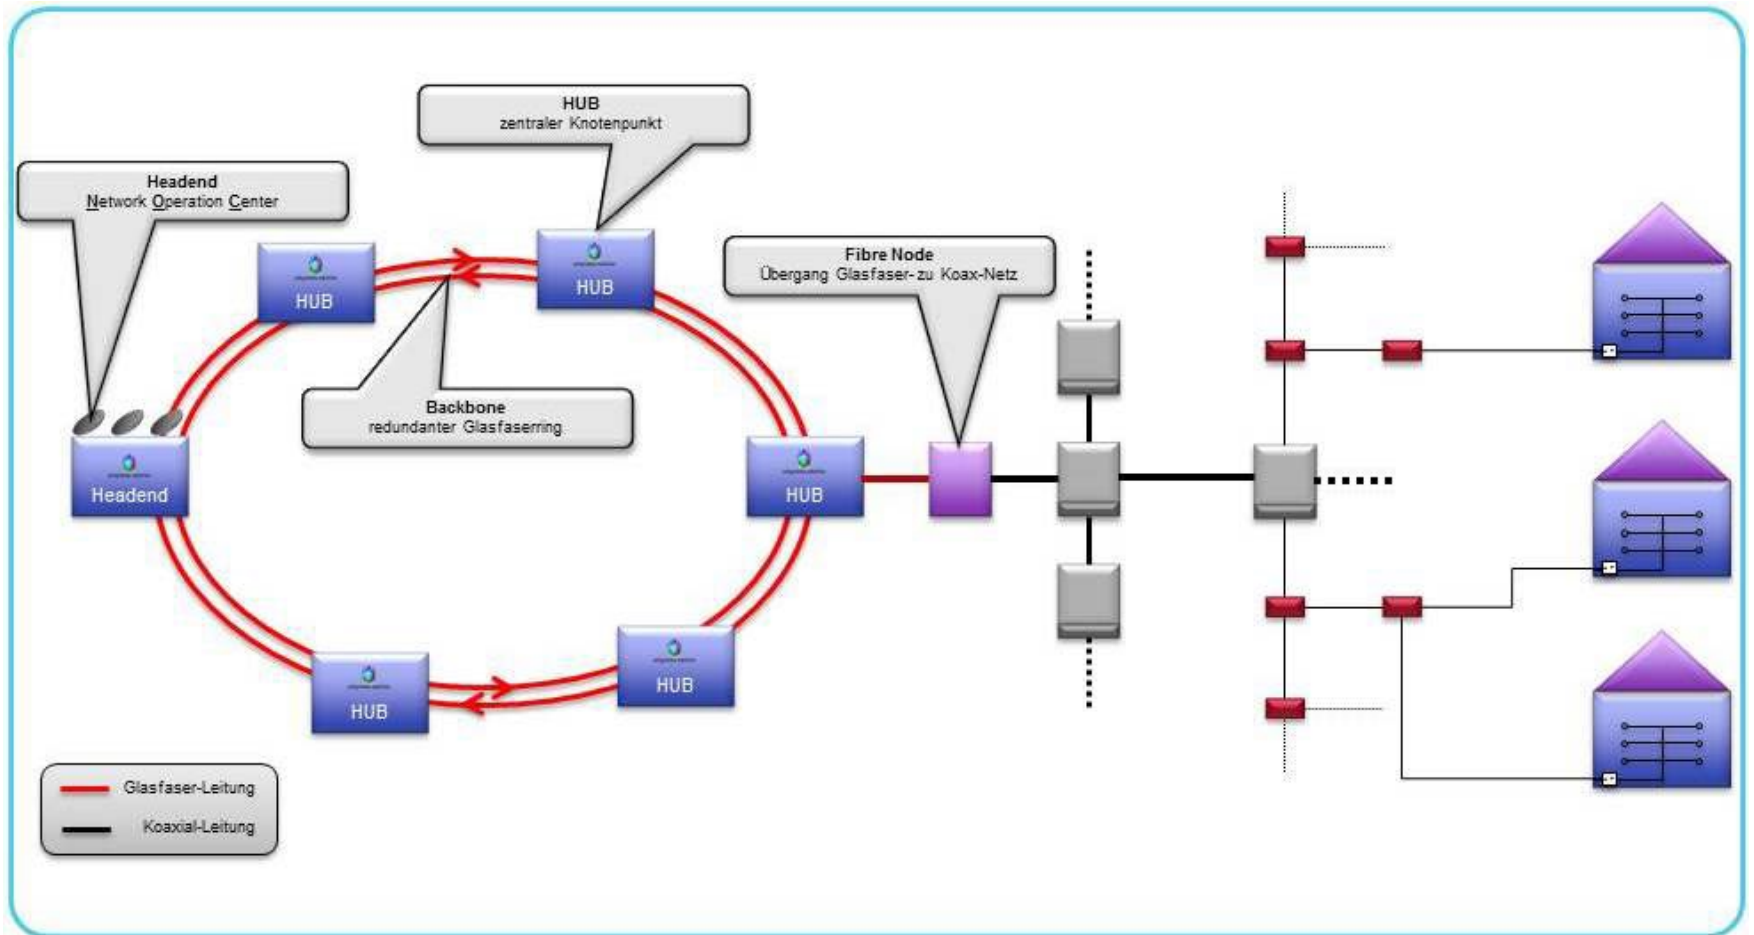 HUB
zentraler Knotenpunkt
Headend
Network Operation Center
Fibre Node
Übergang Glasfaser- zu Koax-Netz
HUB
HUB
Backbone
redundanter Glasfaserring
Headend
HUB
HUB
HUB
Glasfaser-Leitung
Koaxial-Leitung